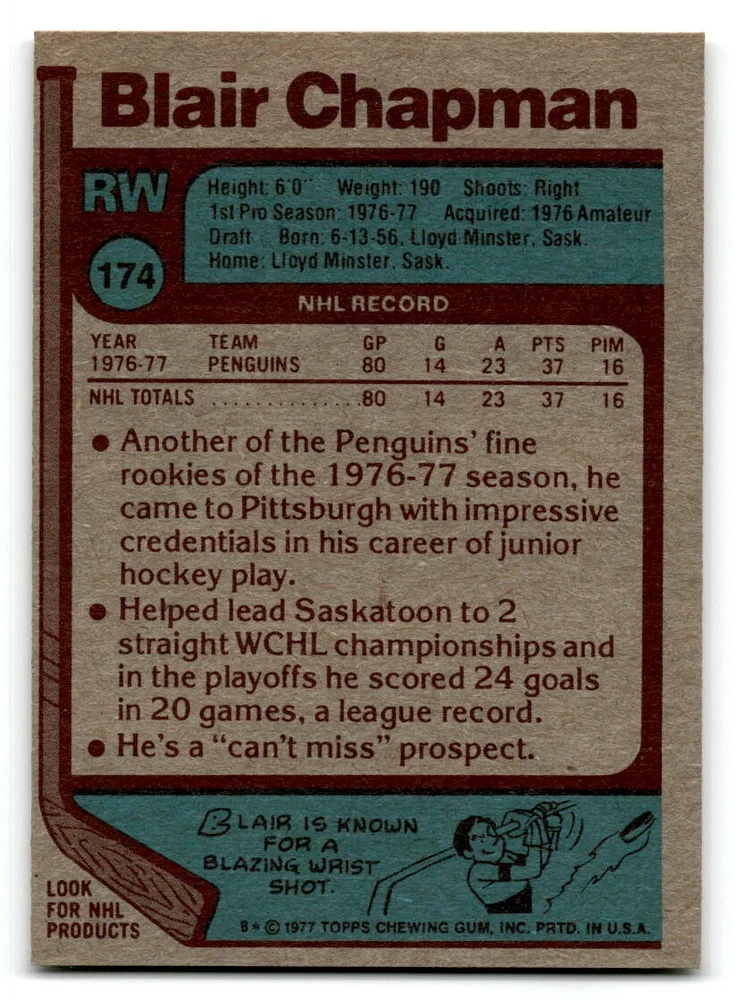 Blair Chapman
RW
Height: 6'0" Weight: 190 Shoots: Right
1st Pro Season: 1976-77 Acquired: 1976 Amateur
Draft Born: 6-13-56, Lloyd Minster, Sask.
Home: Lloyd Minster, Sask.
174
NHL RECORD
YEAR TEAM GP G A PTS PIM
1976-77 PENGUINS 80 14 23 37 16
NHL TOTALS ..............80 14 23 37 16
● Another of the Penguins' fine
rookies of the 1976-77 season, he
came to Pittsburgh with impressive
credentials in his career of junior
hockey play.
● Helped lead Saskatoon to 2
straight WCHL championships and
in the playoffs he scored 24 goals
in 20 games, a league record.
● He's a "can't miss" prospect.
BLAIR IS KNOWN
FOR A
BLAZING WRIST
SHOT.
LOOK
FOR NHL
PRODUCTS
B* © 1977 TOPPS CHEWING GUM, INC. PRTD. IN U.S.A.